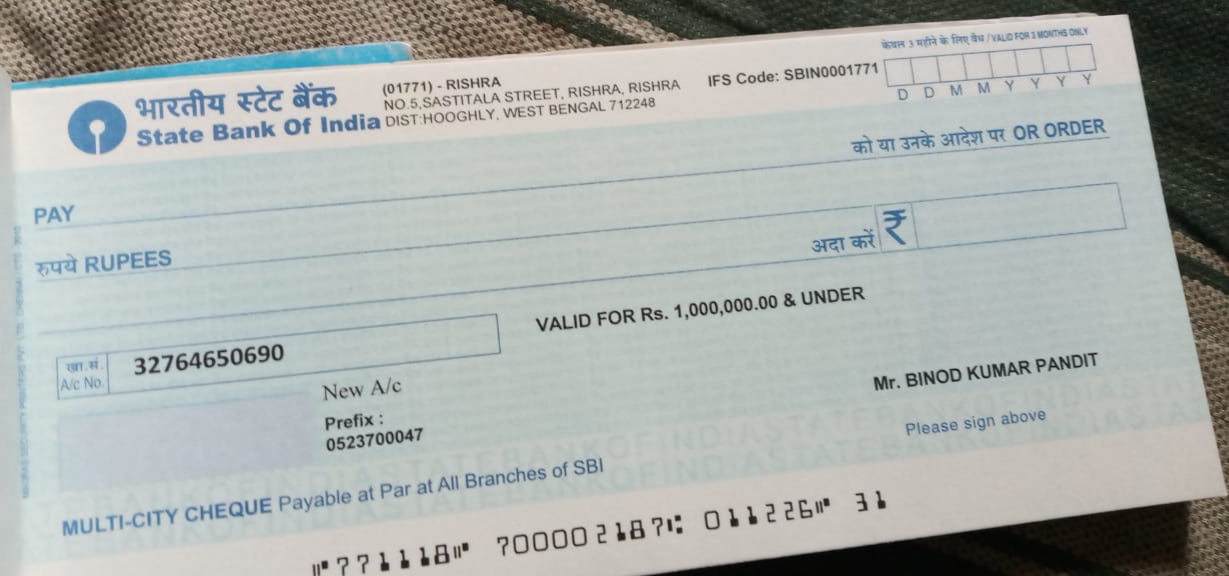 केवल 3 महीने के लिए वैध / VALID FOR 3 MONTHS ONLY
भारतीय स्टेट बैंक
State Bank Of India
(01771) - RISHRA
NO.5,SASTITALA STREET, RISHRA, RISHRA
DIST:HOOGHLY, WEST BENGAL 712248
IFS Code: SBIN0001771
D D M M Y Y Y Y
PAY
को या उनके आदेश पर OR ORDER
रुपये RUPEES
अदा करें ₹
VALID FOR Rs. 1,000,000.00 & UNDER
खा.सं.
A/c No.
32764650690
New A/c
Prefix :
0523700047
Mr. BINOD KUMAR PANDIT
Please sign above
MULTI-CITY CHEQUE Payable at Par at All Branches of SBI
⑈771118⑈ 700002187⑆ 011226⑈ 31